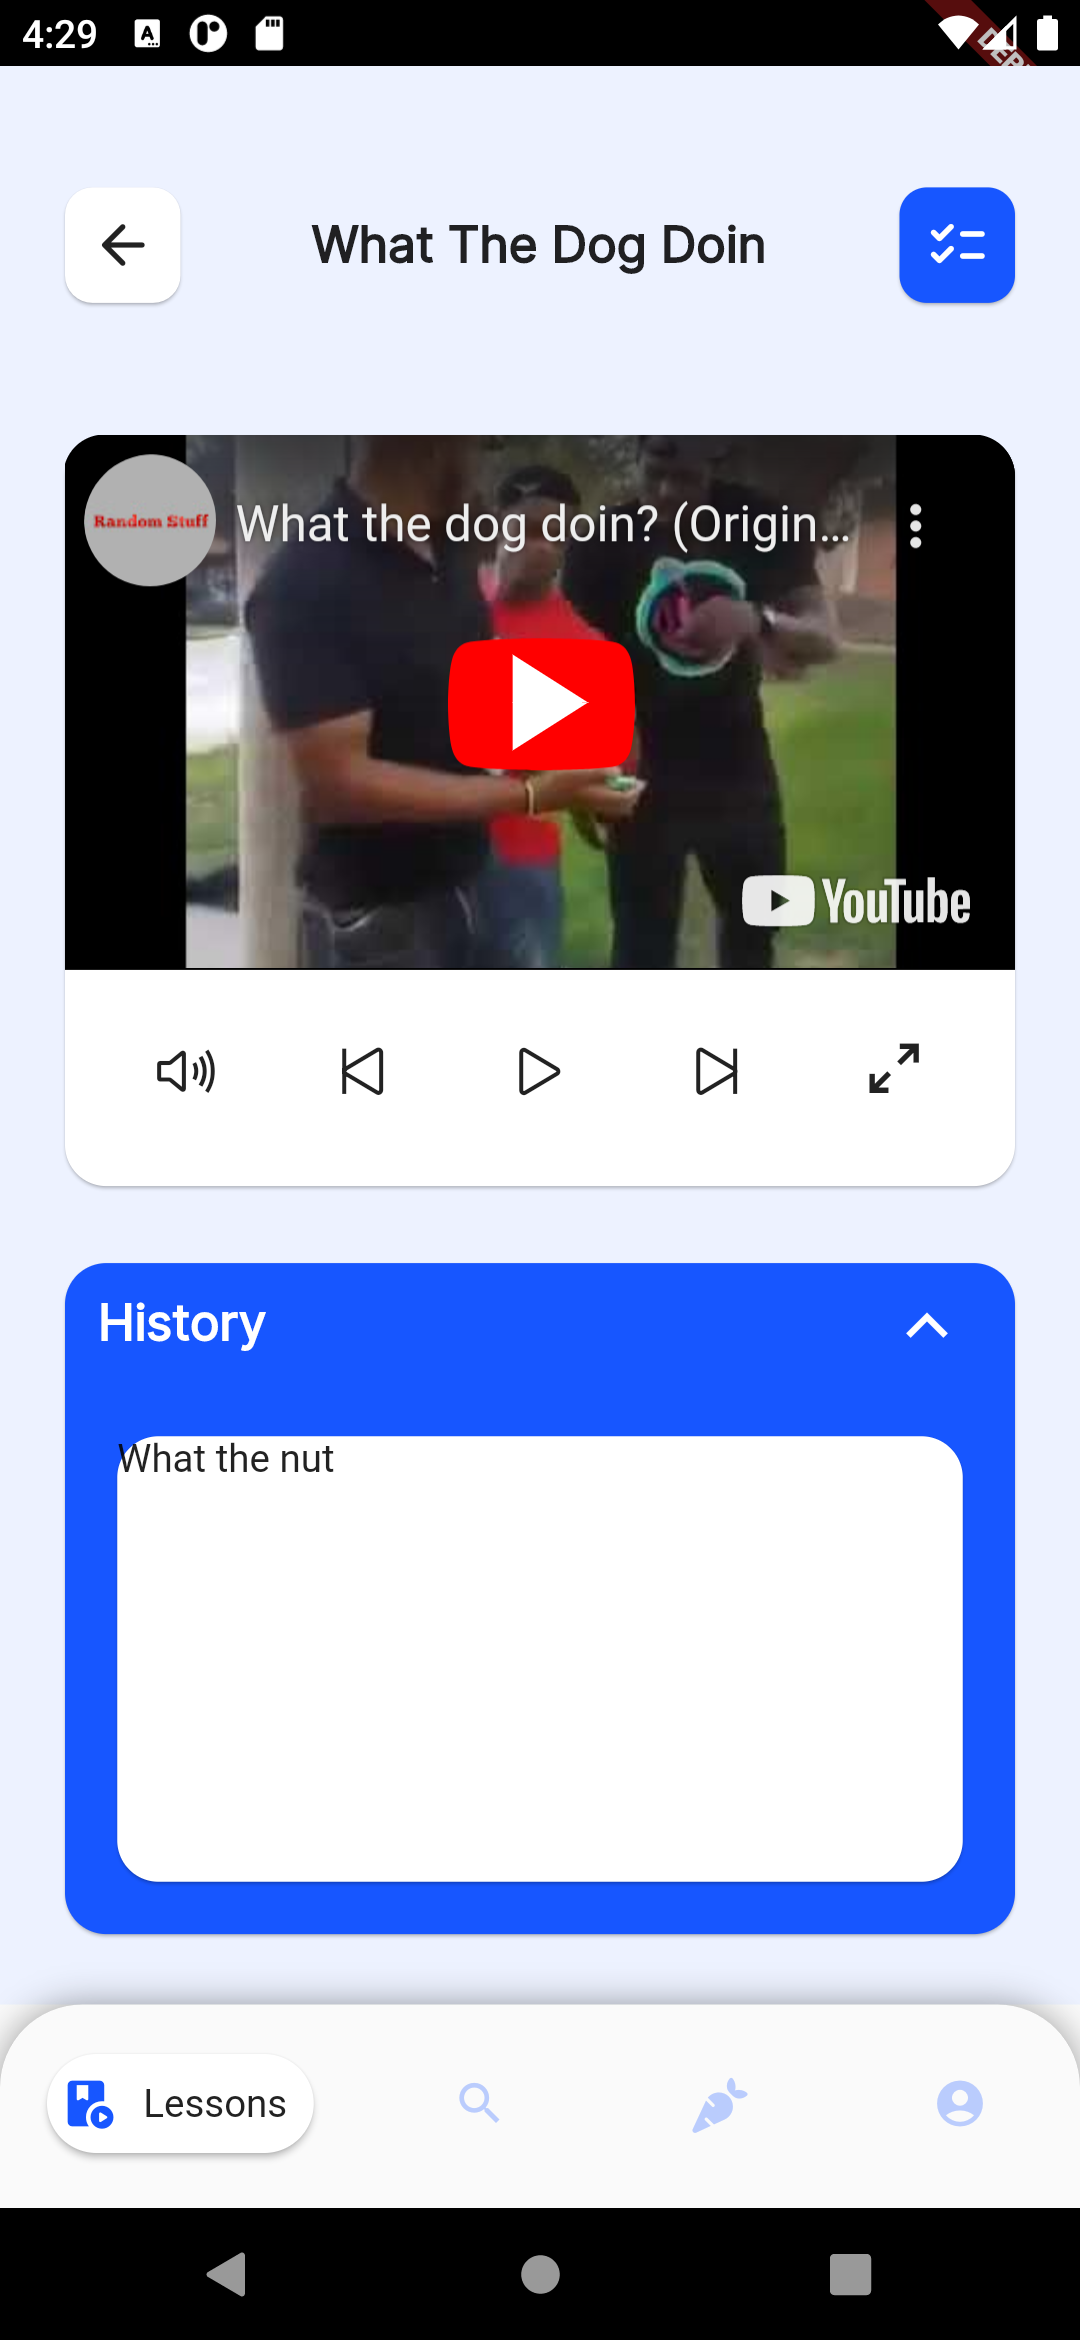 4:29
A
DEB
What The Dog Doin
Random Stuff
What the dog doin? (Origin...
YouTube
History
What the nut
Lessons